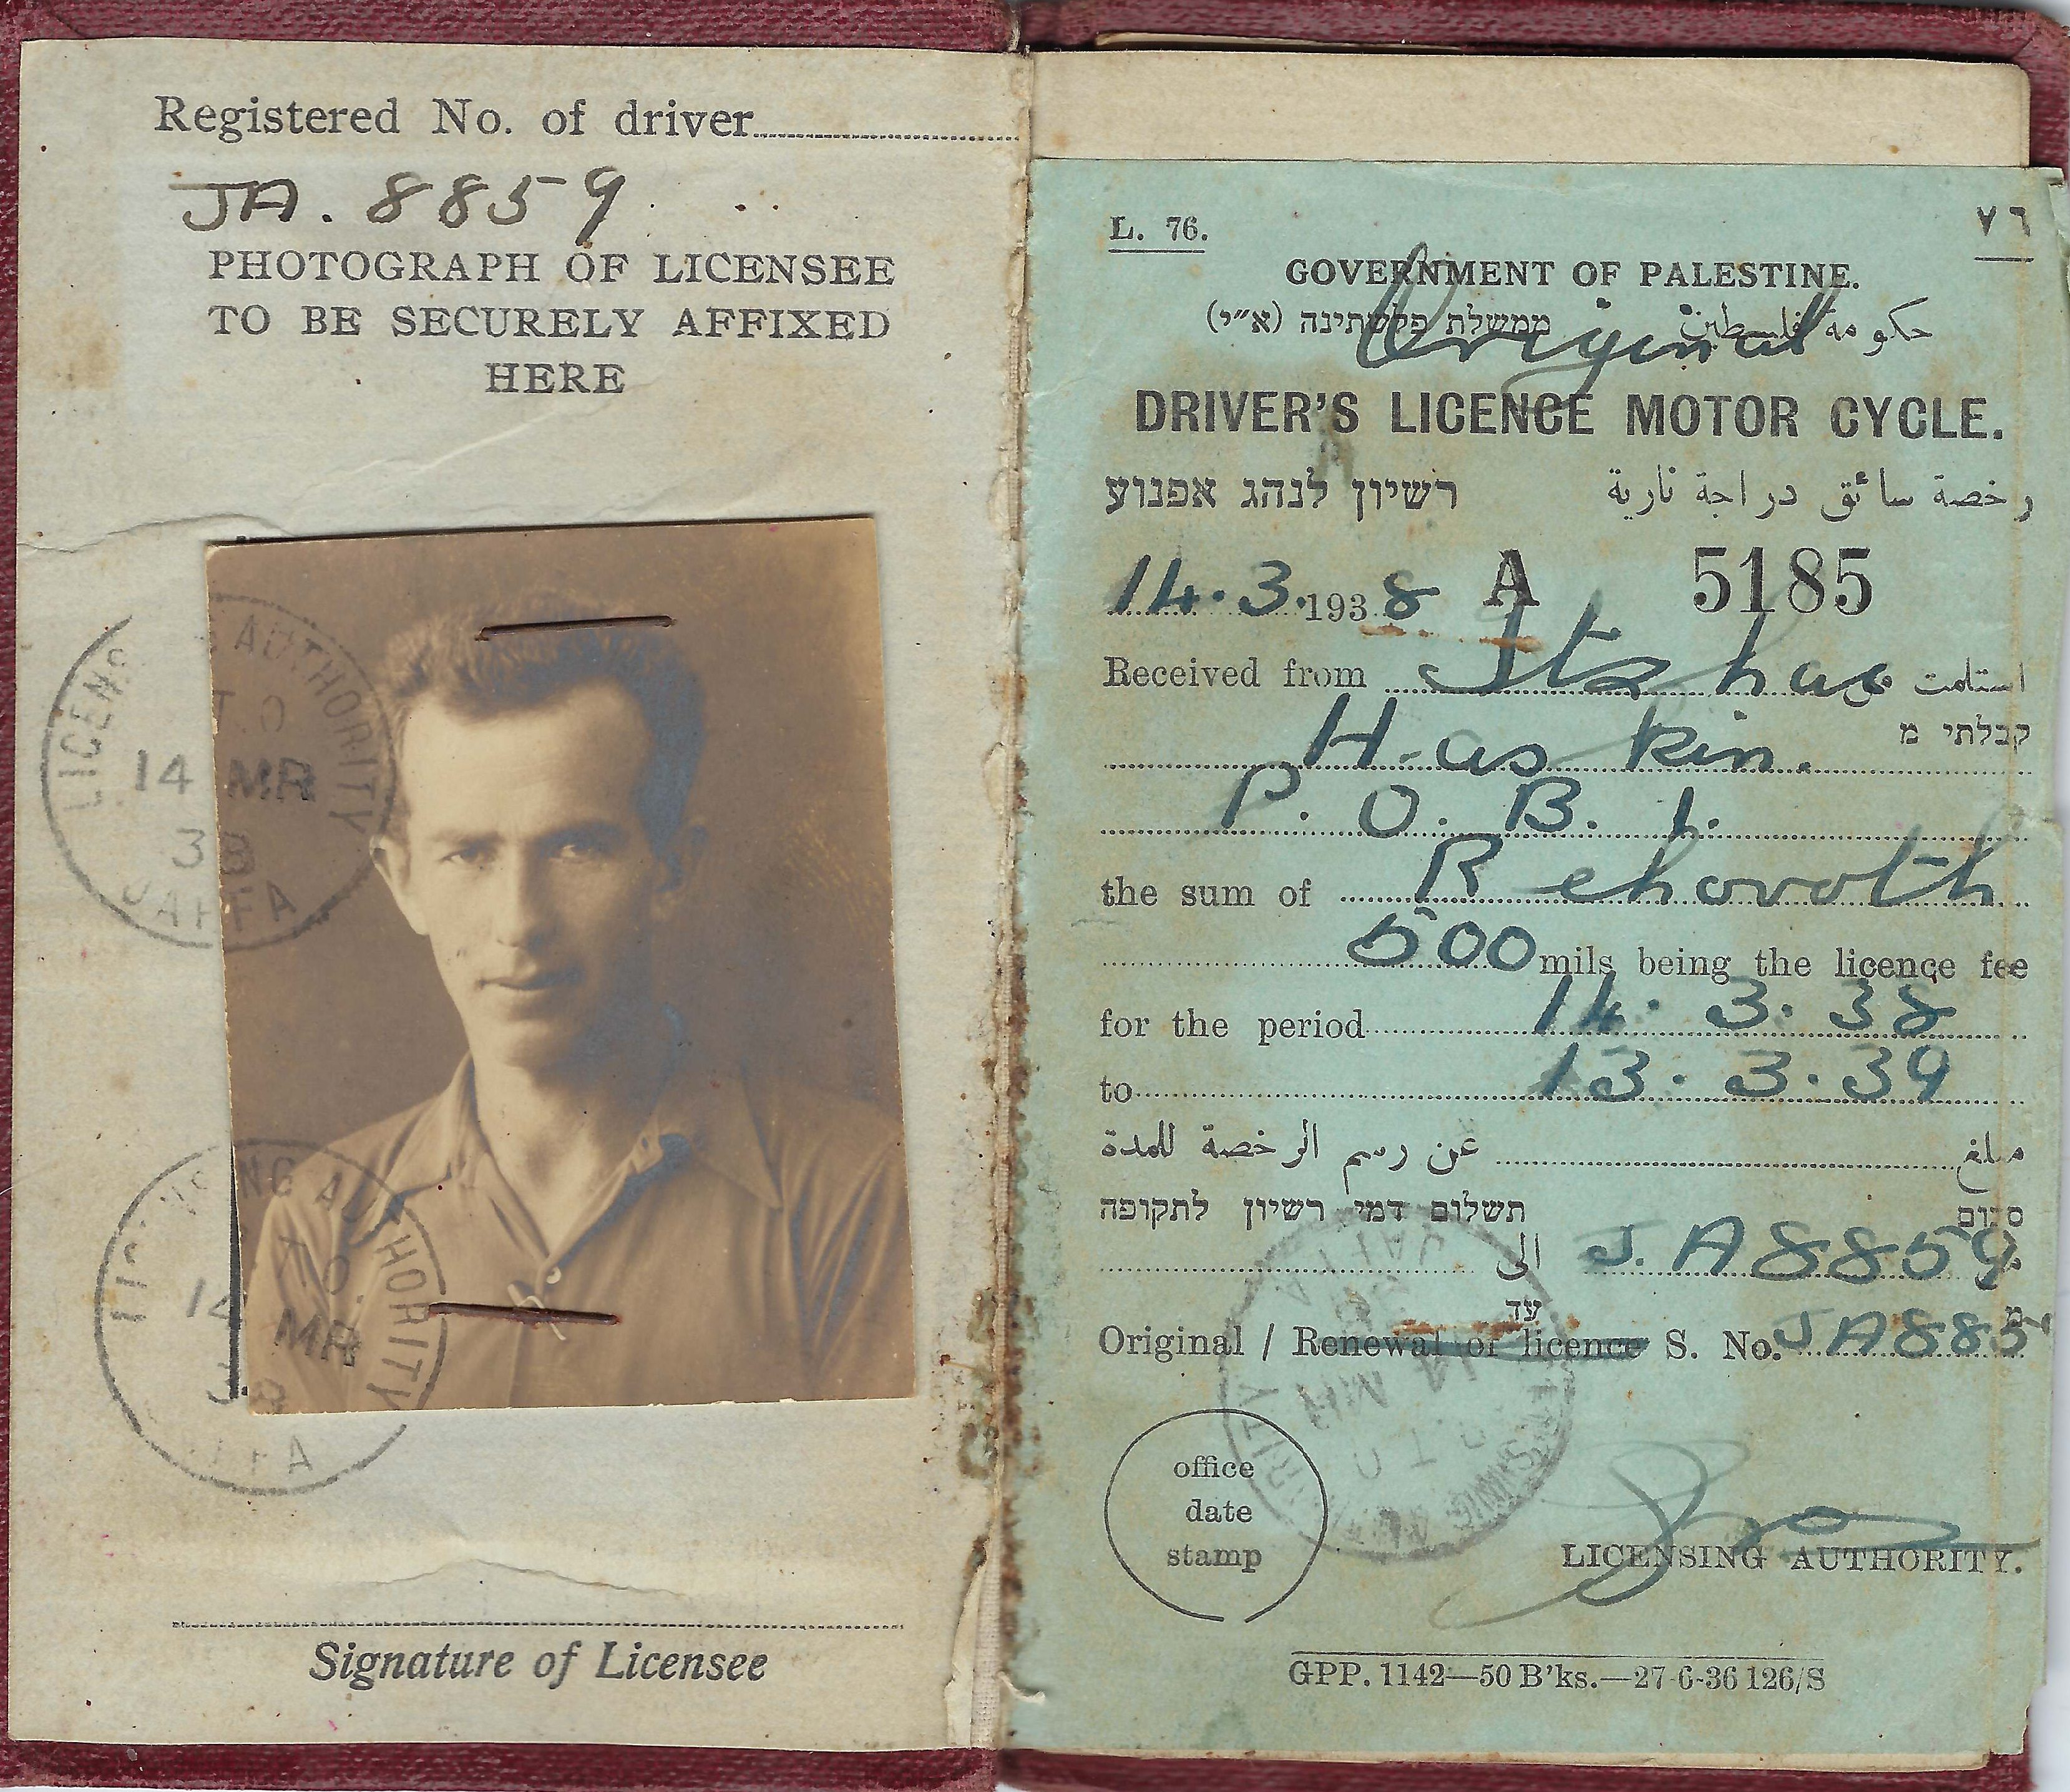 Registered No. of driver
JA. 8859
PHOTOGRAPH OF LICENSEE
TO BE SECURELY AFFIXED
HERE
LICENS AUTHORITY
T.O
14 MR
38
JAFFA
NG AUTHORITY
T.O.
14 MR
38
Signature of Licensee
L. 76. ٧٦
GOVERNMENT OF PALESTINE.
ממשלת פלשתינה (א״י) حكومة فلسطين
Original
DRIVER'S LICENCE MOTOR CYCLE.
רשיון לנהג אפנוע رخصة سائق دراجة نارية
14.3.1938 A 5185
Received from Itzhac استلمت من
Haskin. קבלתי מ
P.O.B. 1.
the sum of Rehovoth
500 mils being the licence fee
for the period 14.3.38
to 13.3.39
مبلغ عن رسم الرخصة للمدة
סכום תשלום דמי רשיון לתקופה
الى J.A8859
עד מ
Original / Renewal of licence S. No. JA885
JAFFA
38
14 MR
T.O
LICENSING AUTHORITY
office
date
stamp
LICENSING AUTHORITY.
GPP. 1142—50 B'ks.—27-6-36 126/S